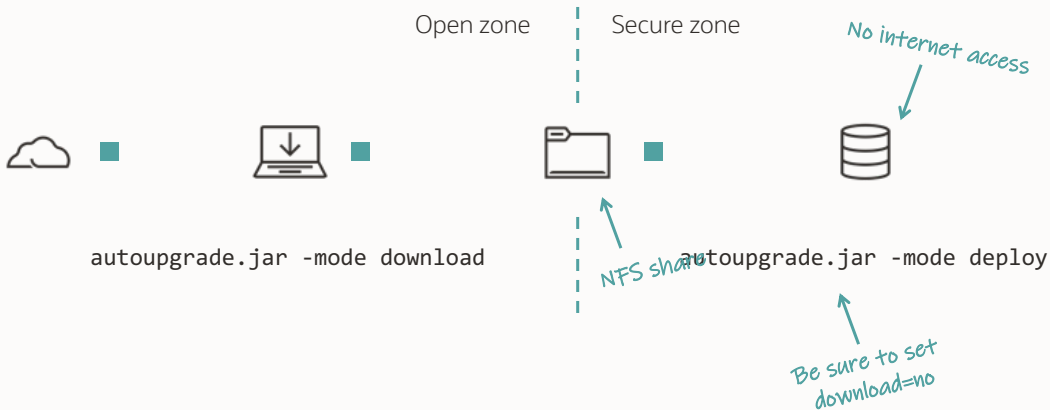 Open zone
Secure zone
No internet access
autoupgrade.jar -mode download
NFS share
autoupgrade.jar -mode deploy
Be sure to set
download=no